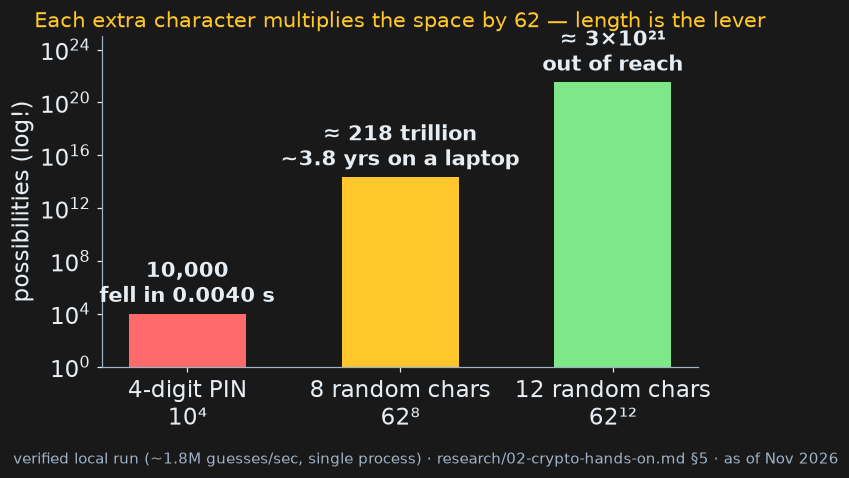 Each extra character multiplies the space by 62 — length is the lever
≈ 3×10²¹
out of reach
≈ 218 trillion
~3.8 yrs on a laptop
10,000
fell in 0.0040 s
possibilities (log!)
10²⁴
10²⁰
10¹⁶
10¹²
10⁸
10⁴
10⁰
4-digit PIN
10⁴
8 random chars
62⁸
12 random chars
62¹²
verified local run (~1.8M guesses/sec, single process) · research/02-crypto-hands-on.md §5 · as of Nov 2026